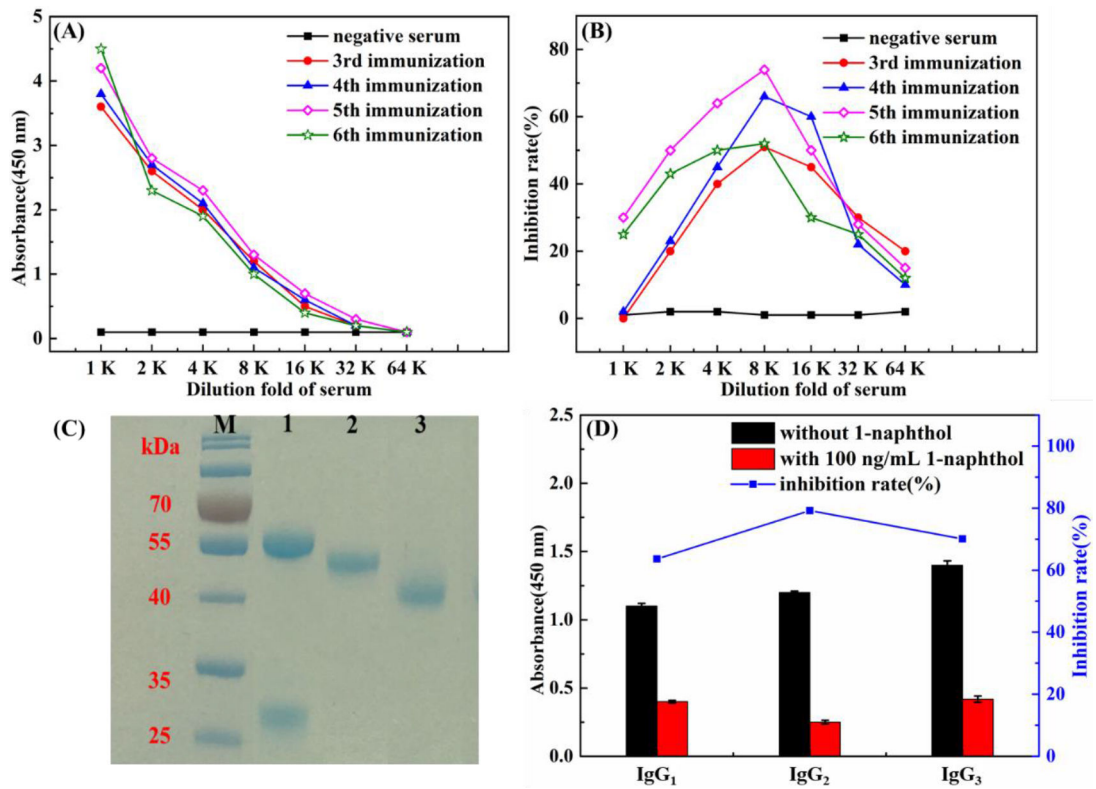 (A)
negative serum
3rd immunization
4th immunization
5th immunization
6th immunization
5
4
3
2
1
0
Absorbance(450 nm)
1 K 2 K 4 K 8 K 16 K 32 K 64 K
Dilution fold of serum
(B)
negative serum
3rd immunization
4th immunization
5th immunization
6th immunization
80
60
40
20
0
Inhibition rate(%)
1 K 2 K 4 K 8 K 16 K 32 K 64 K
Dilution fold of serum
(C) M 1 2 3
kDa
70
55
40
35
25
(D)
without 1-naphthol
with 100 ng/mL 1-naphthol
inhibition rate(%)
2.5
2.0
1.5
1.0
0.5
0.0
Absorbance(450 nm)
100
80
60
40
20
0
Inhibition rate(%)
IgG₁ IgG₂ IgG₃